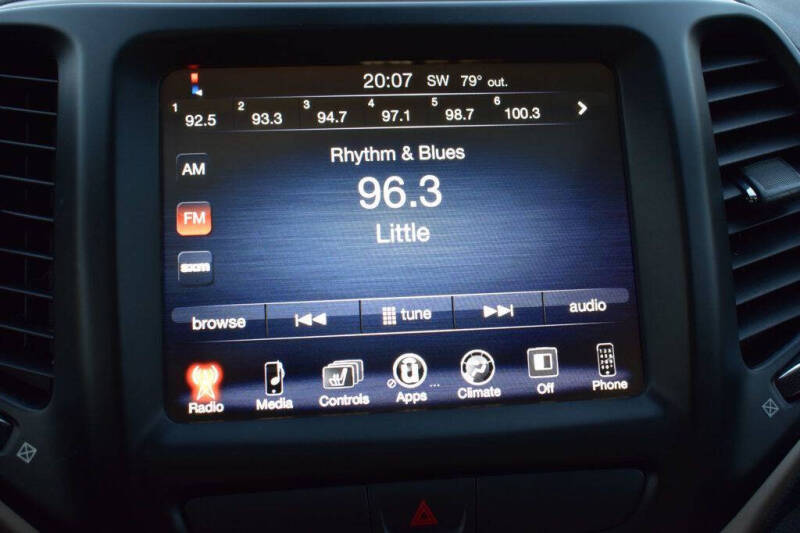 20:07 SW 79° out.
1 92.5 2 93.3 3 94.7 4 97.1 5 98.7 6 100.3
Rhythm & Blues
AM
96.3
FM
Little
sxm
browse tune audio
Radio Media Controls Apps ... Climate Off Phone